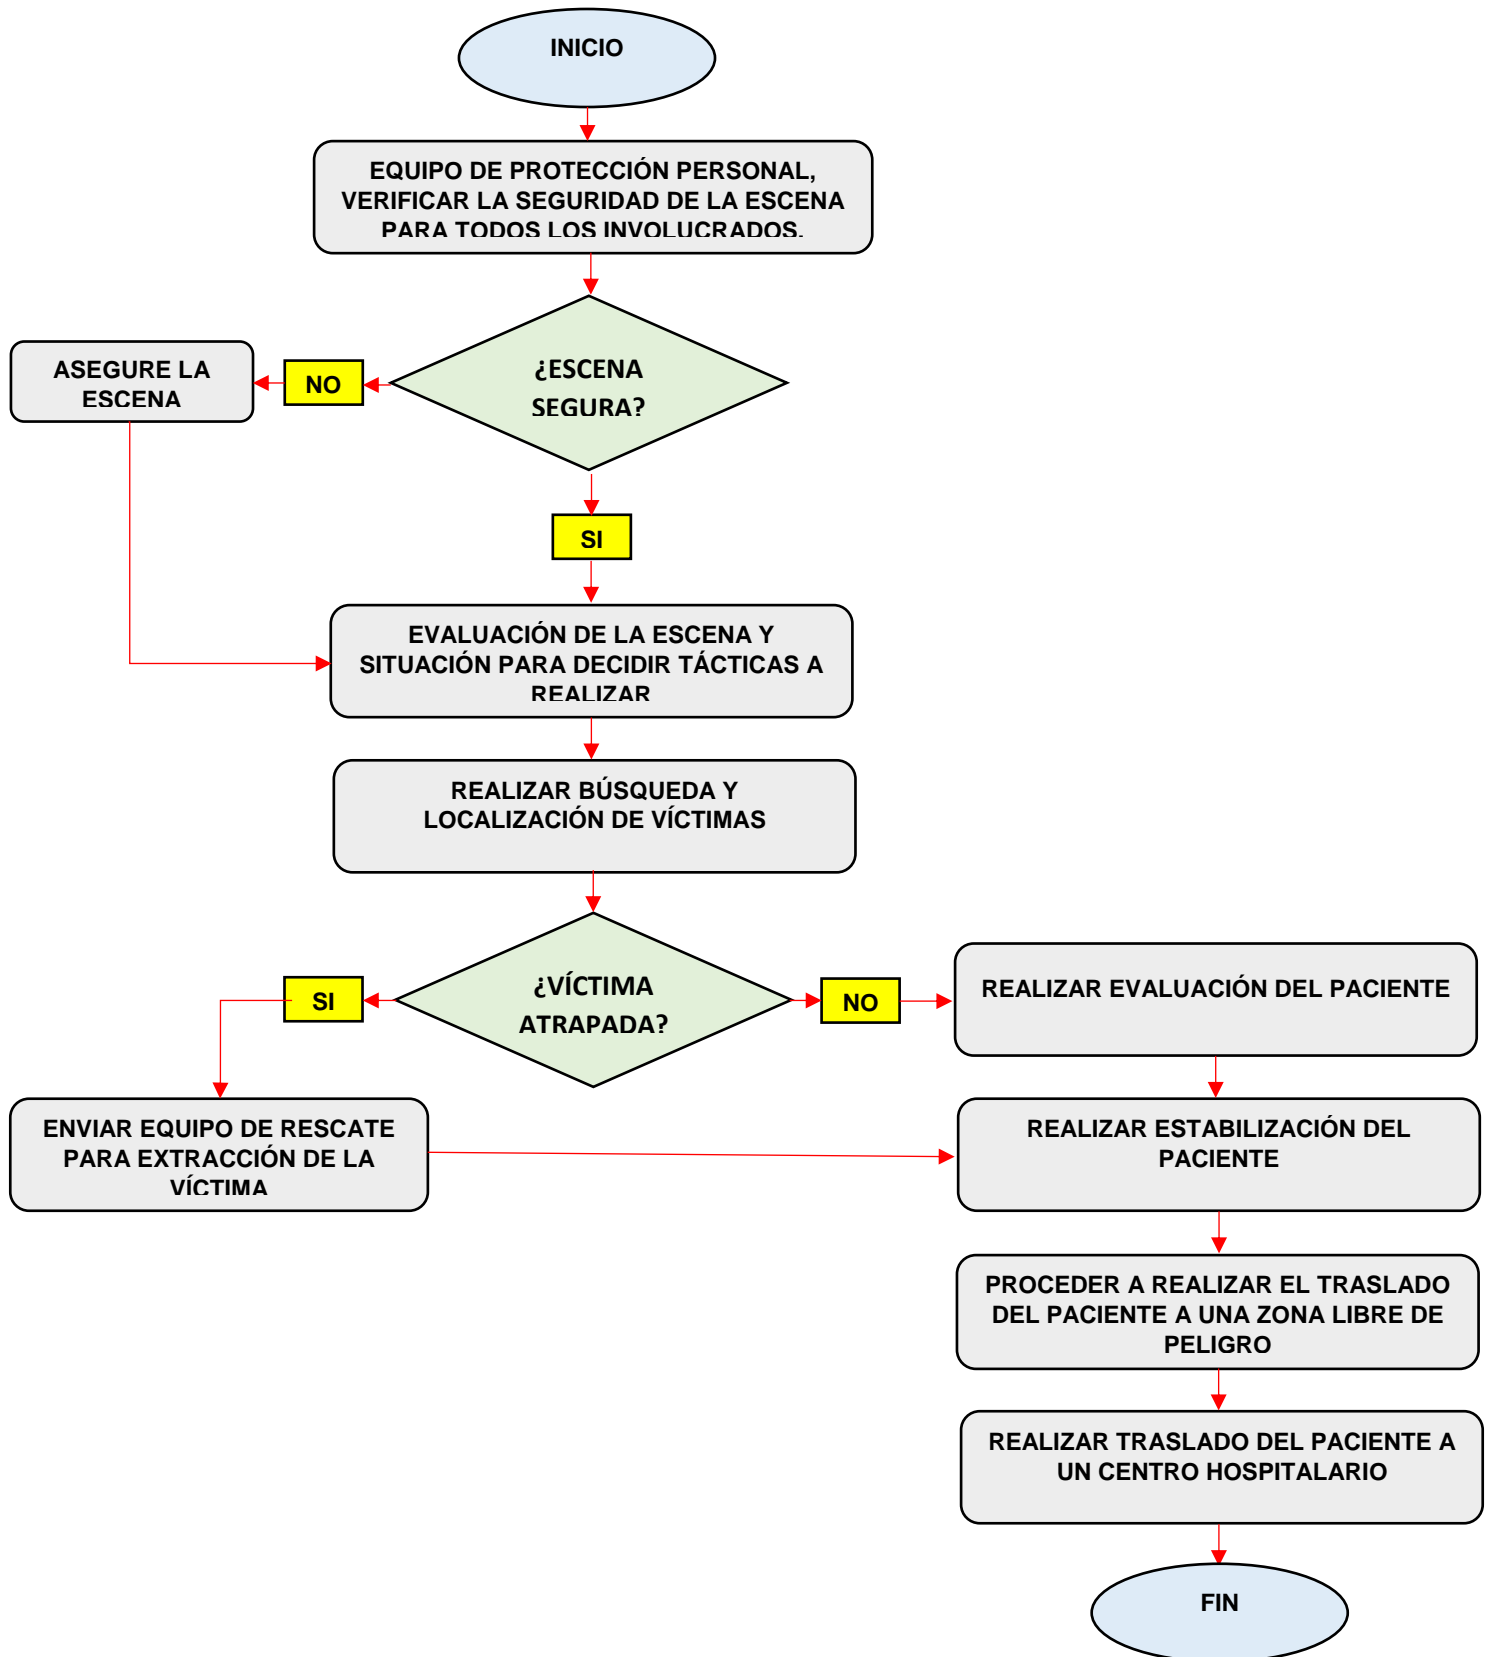 INICIO
EQUIPO DE PROTECCIÓN PERSONAL,
VERIFICAR LA SEGURIDAD DE LA ESCENA
PARA TODOS LOS INVOLUCRADOS.
¿ESCENA
SEGURA?
NO
ASEGURE LA
ESCENA
SI
EVALUACIÓN DE LA ESCENA Y
SITUACIÓN PARA DECIDIR TÁCTICAS A
REALIZAR
REALIZAR BÚSQUEDA Y
LOCALIZACIÓN DE VÍCTIMAS
¿VÍCTIMA
ATRAPADA?
SI
NO
REALIZAR EVALUACIÓN DEL PACIENTE
ENVIAR EQUIPO DE RESCATE
PARA EXTRACCIÓN DE LA
VÍCTIMA
REALIZAR ESTABILIZACIÓN DEL
PACIENTE
PROCEDER A REALIZAR EL TRASLADO
DEL PACIENTE A UNA ZONA LIBRE DE
PELIGRO
REALIZAR TRASLADO DEL PACIENTE A
UN CENTRO HOSPITALARIO
FIN